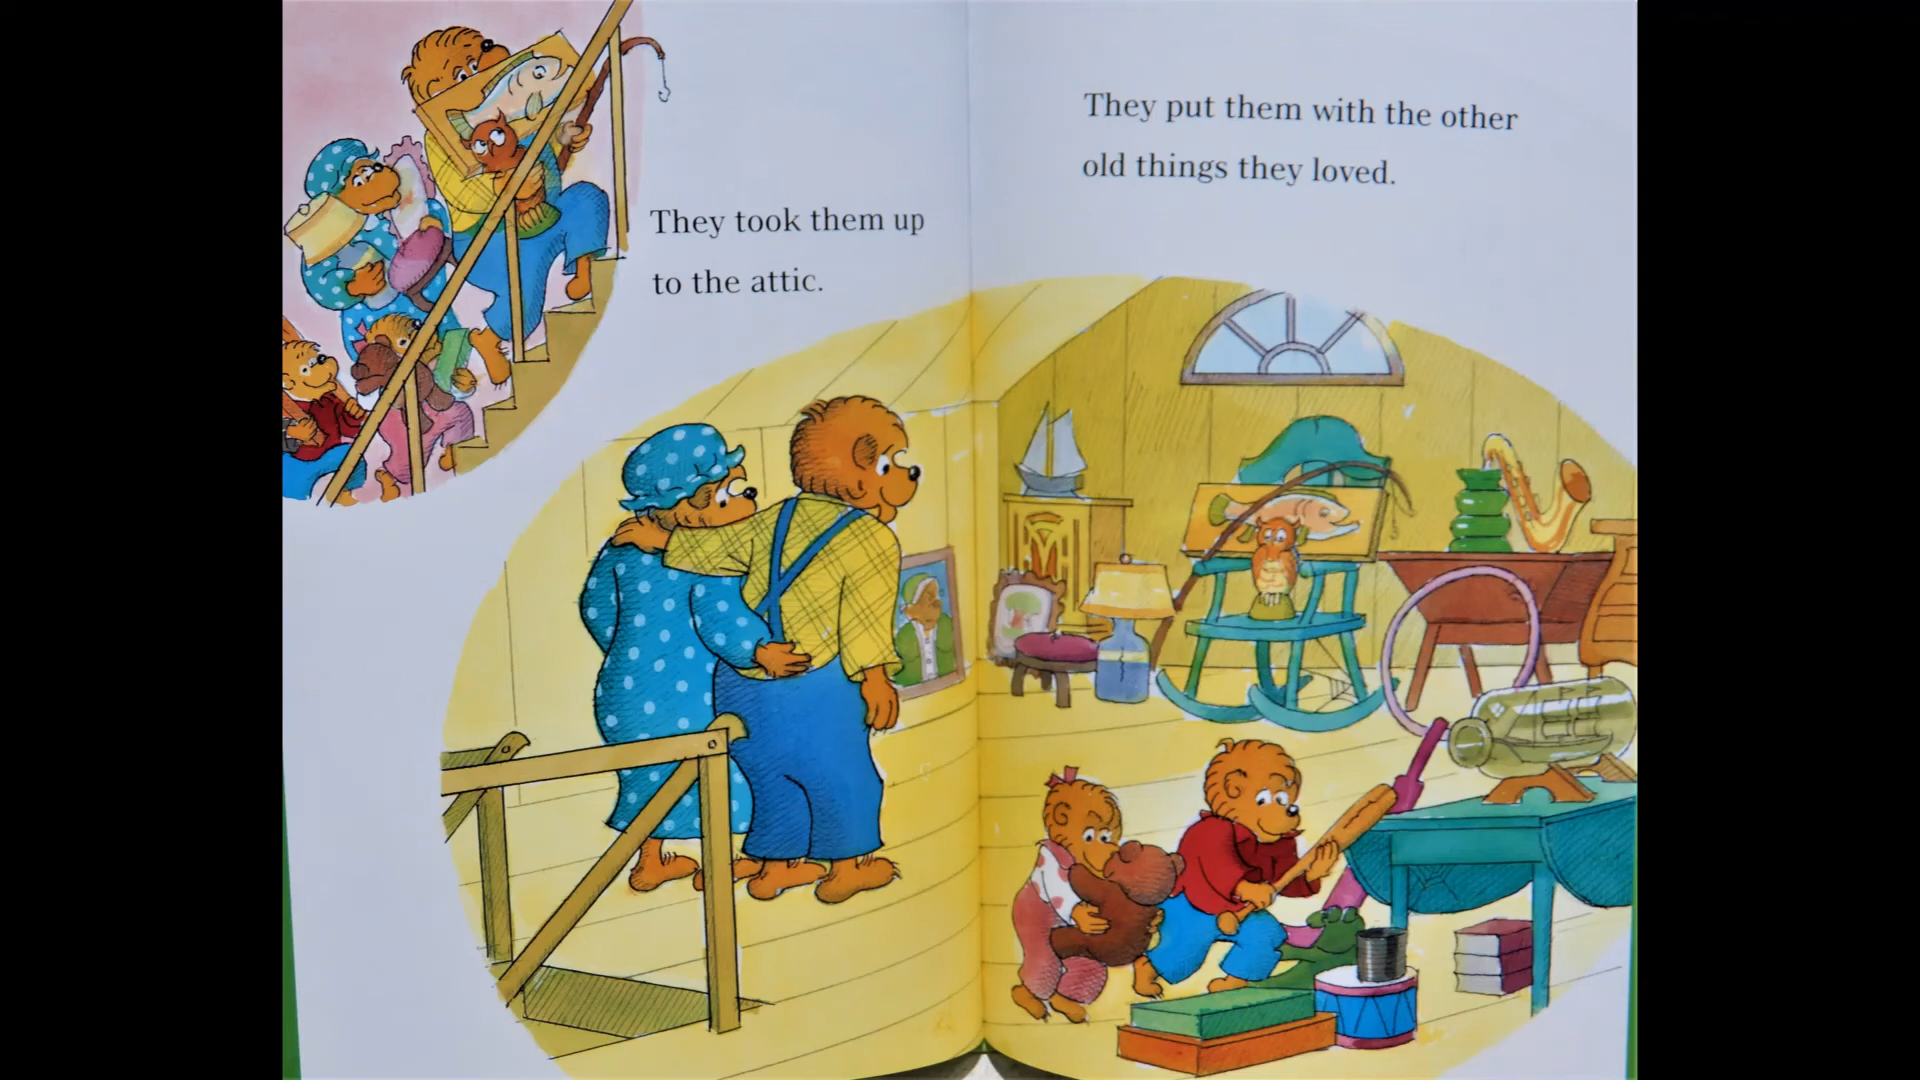 They took them up
to the attic.
They put them with the other
old things they loved.